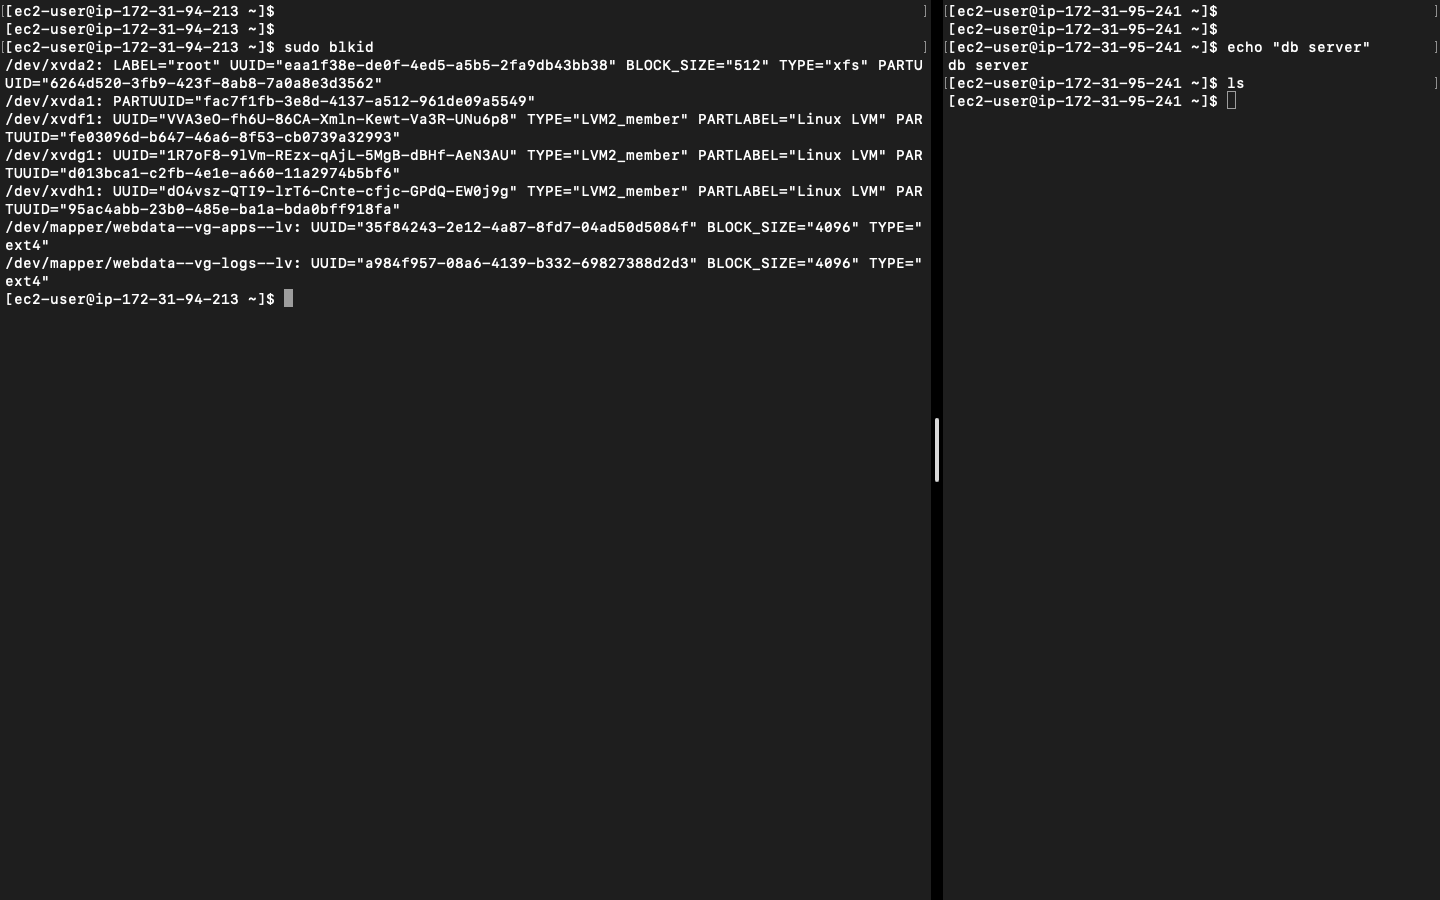 [ec2-user@ip-172-31-94-213 ~]$
[ec2-user@ip-172-31-94-213 ~]$
[ec2-user@ip-172-31-94-213 ~]$ sudo blkid
/dev/xvda2: LABEL="root" UUID="eaa1f38e-de0f-4ed5-a5b5-2fa9db43bb38" BLOCK_SIZE="512" TYPE="xfs" PARTU
UID="6264d520-3fb9-423f-8ab8-7a0a8e3d3562"
/dev/xvda1: PARTUUID="fac7f1fb-3e8d-4137-a512-961de09a5549"
/dev/xvdf1: UUID="VVA3eO-fh6U-86CA-Xmln-Kewt-Va3R-UNu6p8" TYPE="LVM2_member" PARTLABEL="Linux LVM" PAR
TUUID="fe03096d-b647-46a6-8f53-cb0739a32993"
/dev/xvdg1: UUID="1R7oF8-9lVm-REzx-qAjL-5MgB-dBHf-AeN3AU" TYPE="LVM2_member" PARTLABEL="Linux LVM" PAR
TUUID="d013bca1-c2fb-4e1e-a660-11a2974b5bf6"
/dev/xvdh1: UUID="dO4vsz-QTI9-lrT6-Cnte-cfjc-GPdQ-EW0j9g" TYPE="LVM2_member" PARTLABEL="Linux LVM" PAR
TUUID="95ac4abb-23b0-485e-ba1a-bda0bff918fa"
/dev/mapper/webdata--vg-apps--lv: UUID="35f84243-2e12-4a87-8fd7-04ad50d5084f" BLOCK_SIZE="4096" TYPE="
ext4"
/dev/mapper/webdata--vg-logs--lv: UUID="a984f957-08a6-4139-b332-69827388d2d3" BLOCK_SIZE="4096" TYPE="
ext4"
[ec2-user@ip-172-31-94-213 ~]$
[ec2-user@ip-172-31-95-241 ~]$
[ec2-user@ip-172-31-95-241 ~]$
[ec2-user@ip-172-31-95-241 ~]$ echo "db server"
db server
[ec2-user@ip-172-31-95-241 ~]$ ls
[ec2-user@ip-172-31-95-241 ~]$